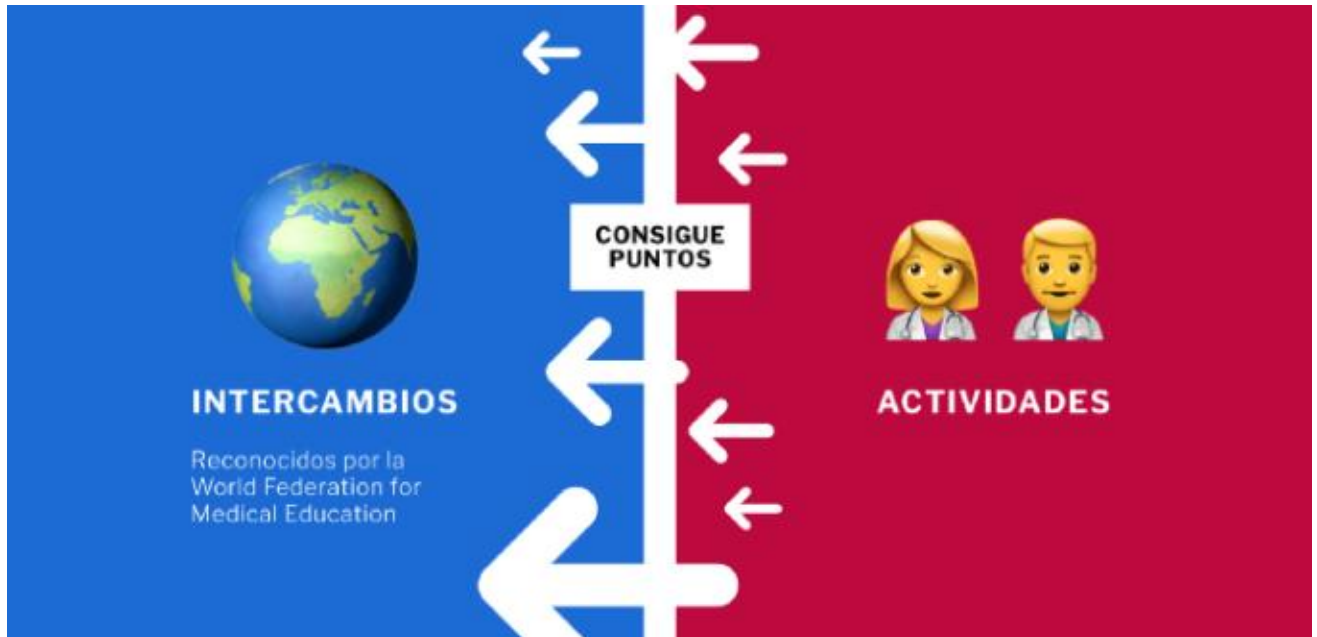 INTERCAMBIOS
Reconocidos por la
World Federation for
Medical Education
CONSIGUE
PUNTOS
ACTIVIDADES